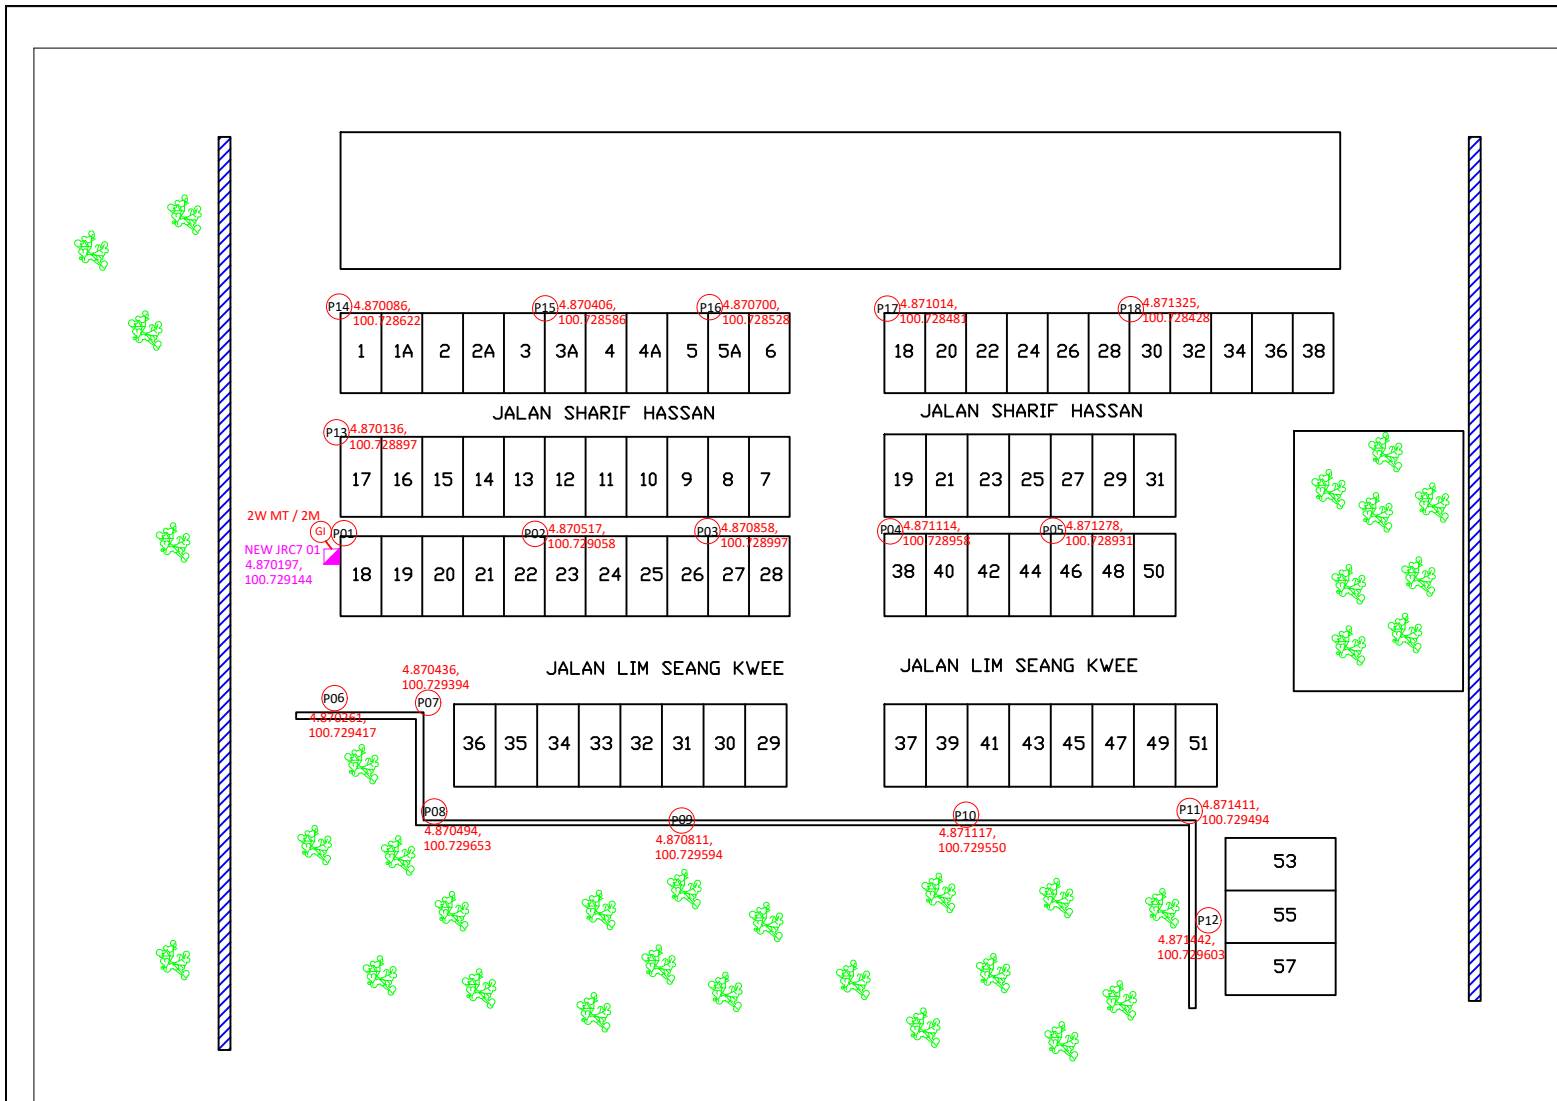 P14 4.870086,
100.728622
P15 4.870406,
100.728586
P16 4.870700,
100.728528
P17 4.871014,
100.728481
P18 4.871325,
100.728428
1 1A 2 2A 3 3A 4 4A 5 5A 6
18 20 22 24 26 28 30 32 34 36 38
JALAN SHARIF HASSAN
JALAN SHARIF HASSAN
P13 4.870136,
100.728897
17 16 15 14 13 12 11 10 9 8 7
19 21 23 25 27 29 31
2W MT / 2M
GI
P01
NEW JRC7 01
4.870197,
100.729144
P02 4.870517,
100.729058
P03 4.870858,
100.728997
P04 4.871114,
100.728958
P05 4.871278,
100.728931
18 19 20 21 22 23 24 25 26 27 28
38 40 42 44 46 48 50
JALAN LIM SEANG KWEE
JALAN LIM SEANG KWEE
P06
4.870261,
100.729417
4.870436,
100.729394
P07
36 35 34 33 32 31 30 29
37 39 41 43 45 47 49 51
P08
4.870494,
100.729653
P09
4.870811,
100.729594
P10
4.871117,
100.729550
P11 4.871411,
100.729494
53
55
57
P12
4.871442,
100.729603